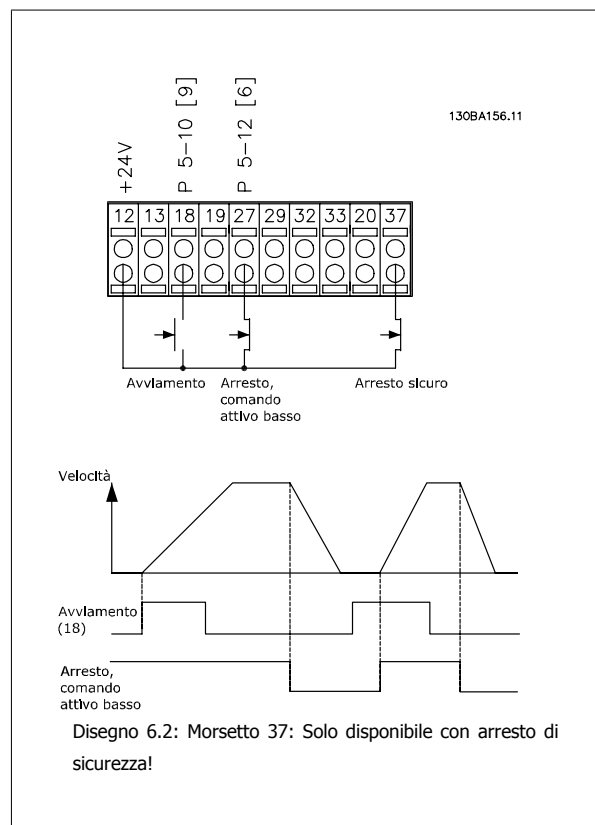 +24V
P 5-10 [9]
P 5-12 [6]
130BA156.11
12 13 18 19 27 29 32 33 20 37
Avviamento
Arresto,
comando
attivo basso
Arresto sicuro
Velocità
Avviamento
(18)
Arresto,
comando
attivo basso
Disegno 6.2: Morsetto 37: Solo disponibile con arresto di
sicurezza!